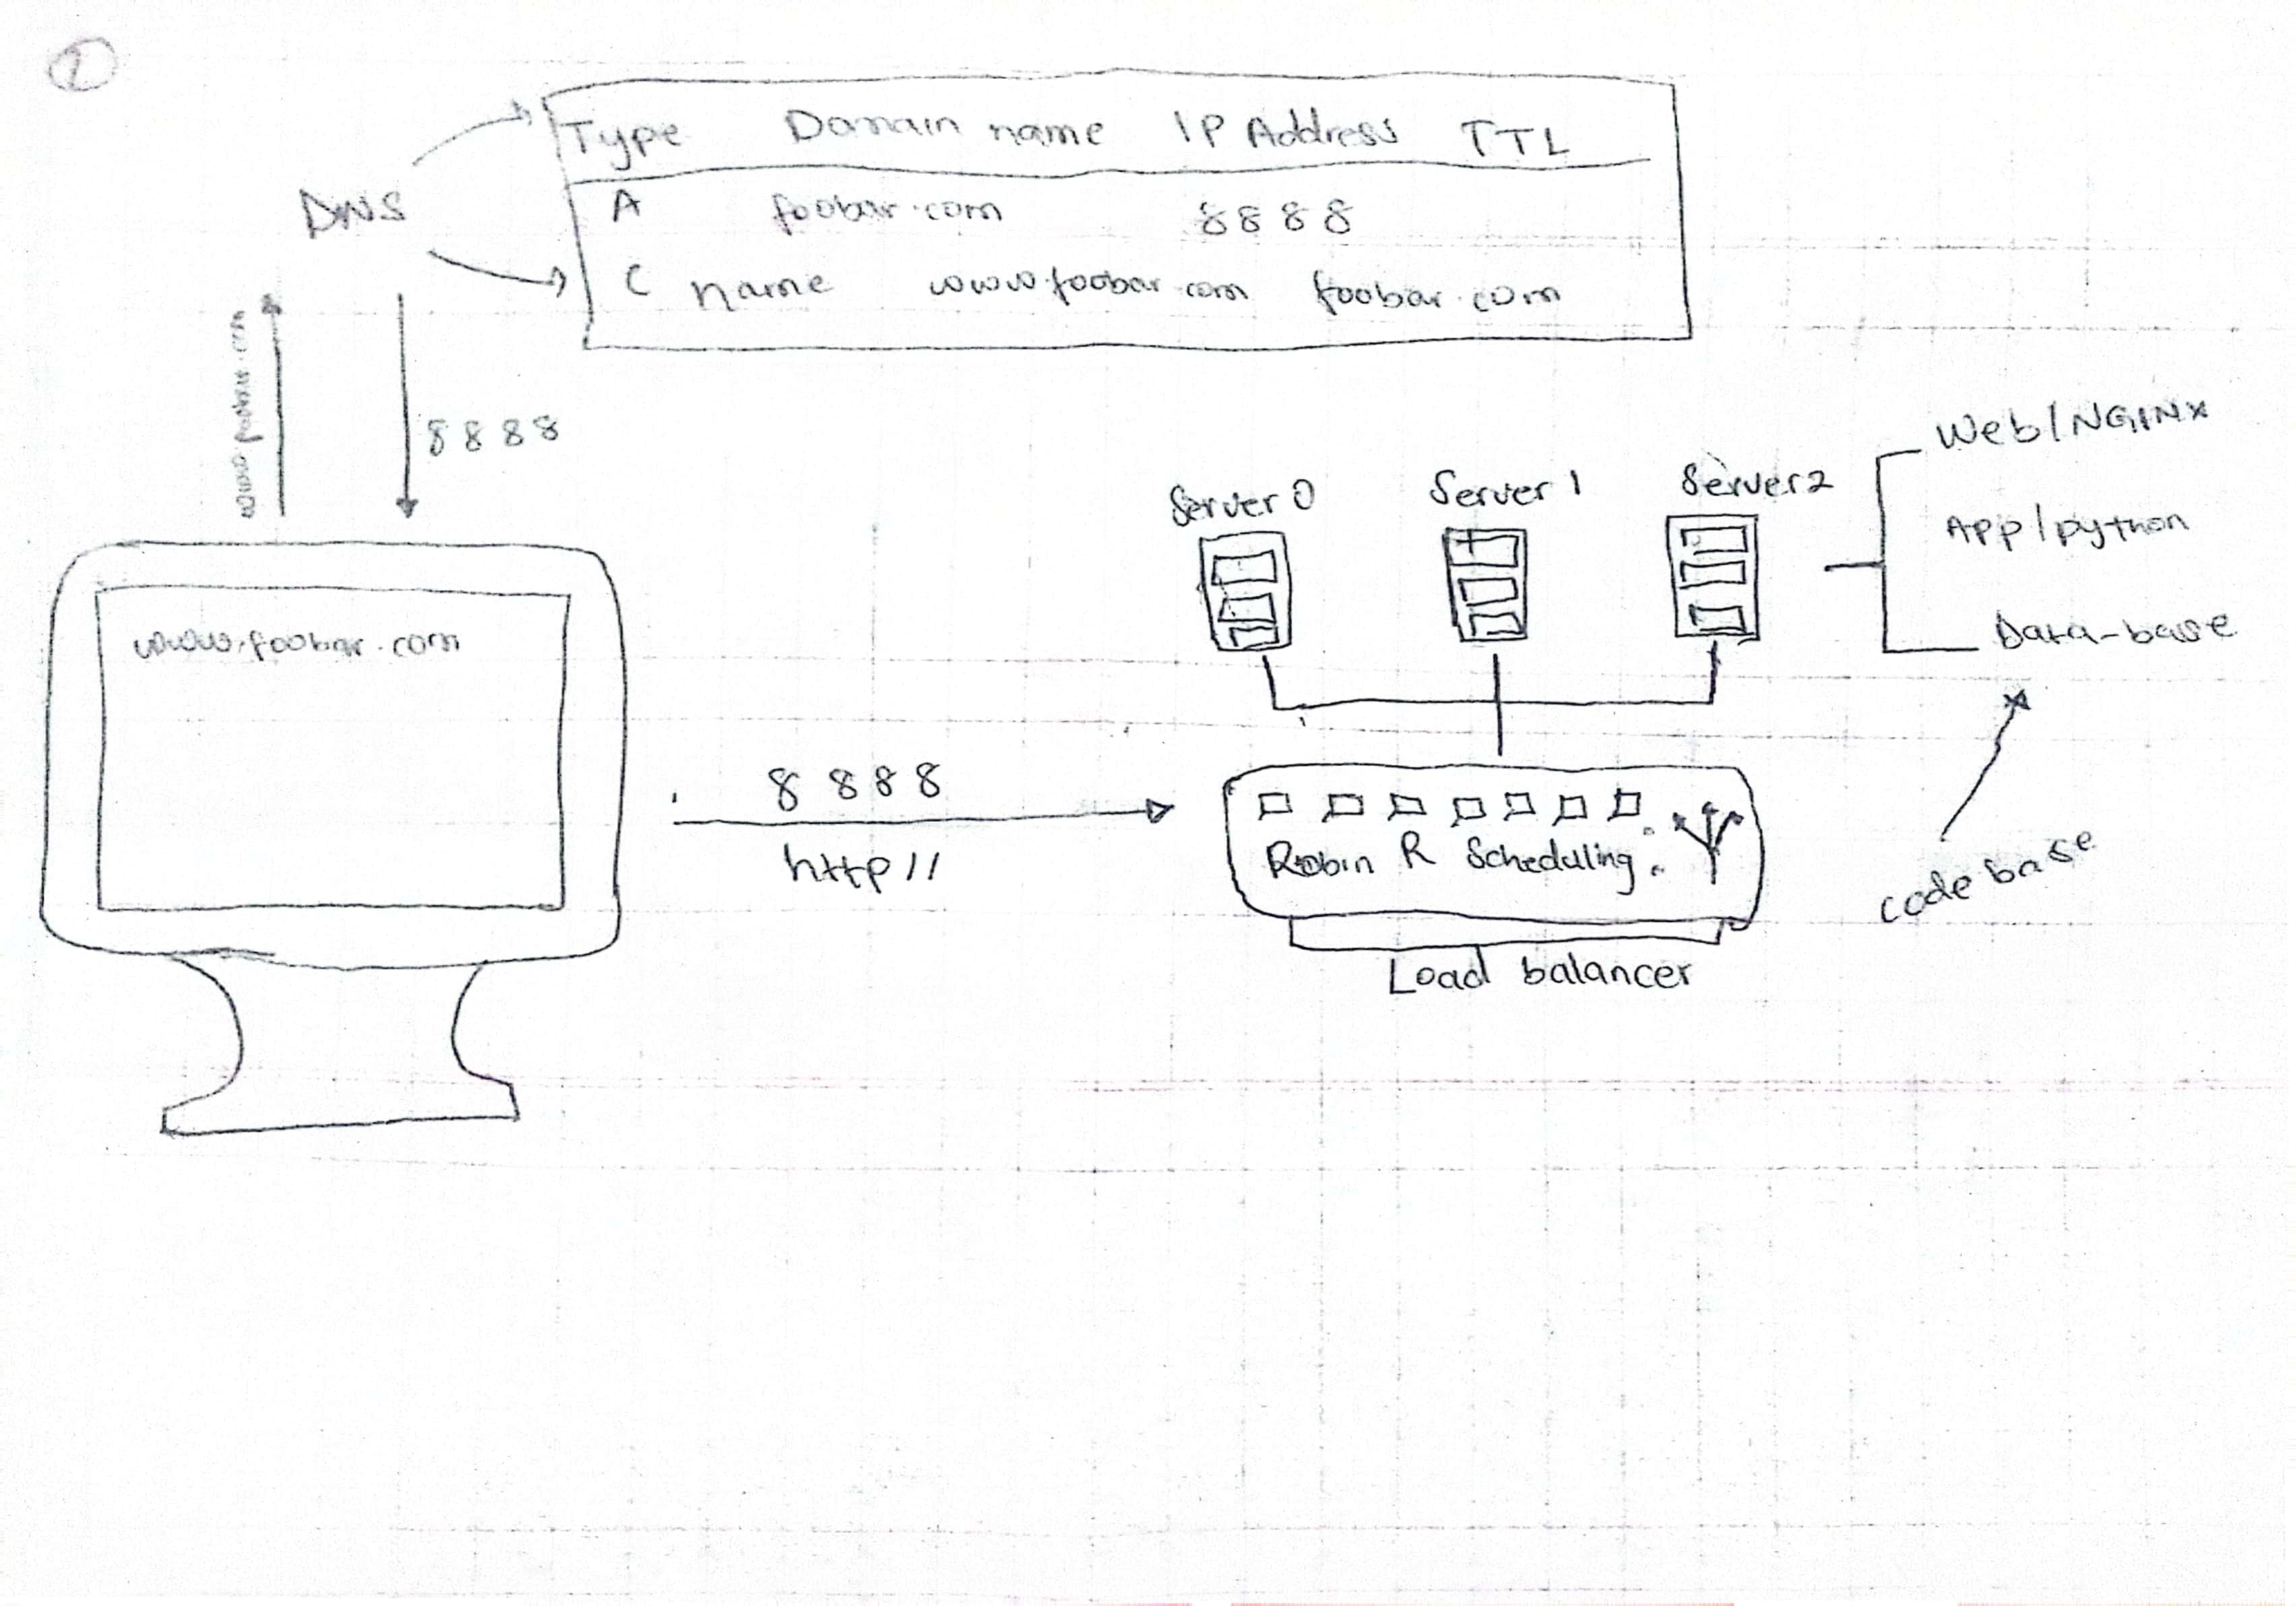 2
Type Domain name IP Address TTL
DNS
A foobar.com 8888
C name www.foobar.com foobar.com
www.foobar.com
8888
Web/NGINX
Server 0 Server 1 Server 2
App/python
Data-base
www.foobar.com
8888
http//
Robin R Scheduling.
code base
Load balancer